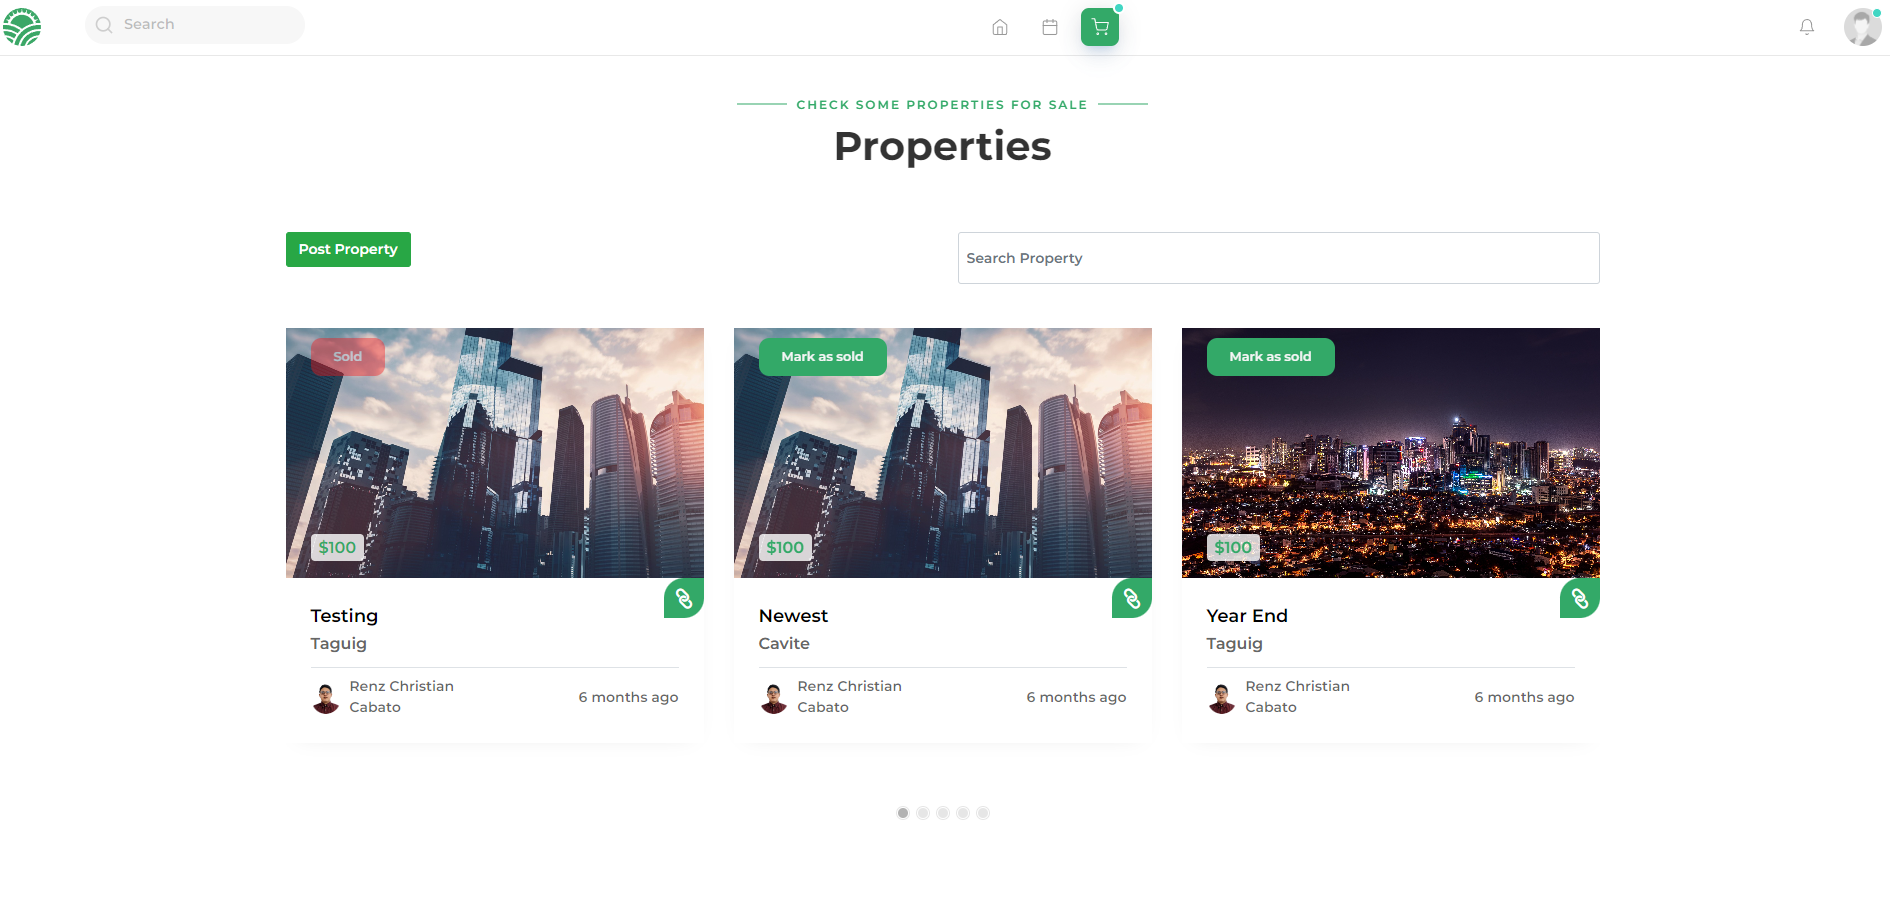 Search
CHECK SOME PROPERTIES FOR SALE
Properties
Post Property
Search Property
Sold
$100
Testing
Taguig
Renz Christian
Cabato
6 months ago
Mark as sold
$100
Newest
Cavite
Renz Christian
Cabato
6 months ago
Mark as sold
$100
Year End
Taguig
Renz Christian
Cabato
6 months ago